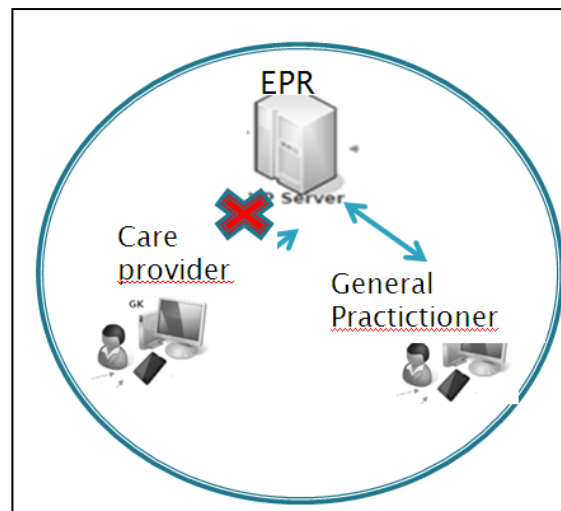 EPR
Server
Care
provider
General
Practictioner
GK